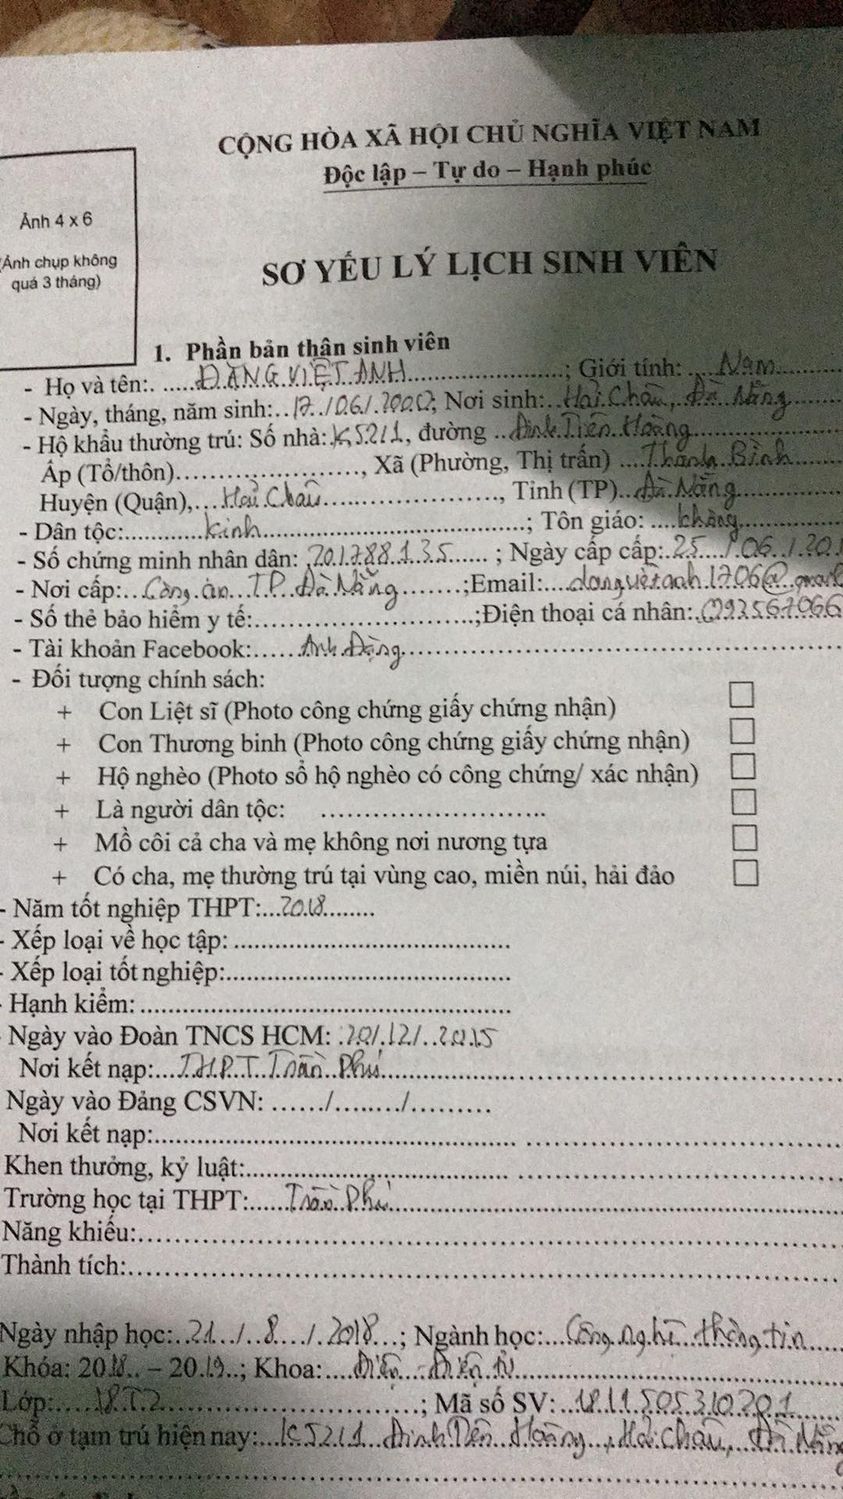 CỘNG HÒA XÃ HỘI CHỦ NGHĨA VIỆT NAM
Độc lập – Tự do – Hạnh phúc
Ảnh 4 x 6
(Ảnh chụp không
quá 3 tháng)
SƠ YẾU LÝ LỊCH SINH VIÊN
1. Phần bản thân sinh viên
- Họ và tên: ĐẶNG VIỆT ANH; Giới tính: Nam
- Ngày, tháng, năm sinh: 17/06/2000; Nơi sinh: Hải Châu, Đà Nẵng
- Hộ khẩu thường trú: Số nhà: K52/1, đường Đinh Tiên Hoàng
Ấp (Tổ/thôn)..................., Xã (Phường, Thị trấn) Thanh Bình
Huyện (Quận), Hải Châu, Tỉnh (TP) Đà Nẵng
- Dân tộc: Kinh; Tôn giáo: không
- Số chứng minh nhân dân: 201788135; Ngày cấp cấp: 25/06/201
- Nơi cấp: Công an TP Đà Nẵng;Email: danguietanh1706@gmail
- Số thẻ bảo hiểm y tế:.........................;Điện thoại cá nhân: 093567066
- Tài khoản Facebook: Anh Đặng
- Đối tượng chính sách:
+ Con Liệt sĩ (Photo công chứng giấy chứng nhận)
+ Con Thương binh (Photo công chứng giấy chứng nhận)
+ Hộ nghèo (Photo sổ hộ nghèo có công chứng/ xác nhận)
+ Là người dân tộc: .........................
+ Mồ côi cả cha và mẹ không nơi nương tựa
+ Có cha, mẹ thường trú tại vùng cao, miền núi, hải đảo
- Năm tốt nghiệp THPT: 2018
- Xếp loại về học tập:
- Xếp loại tốt nghiệp:
- Hạnh kiểm:
- Ngày vào Đoàn TNCS HCM: 20/12/2015
Nơi kết nạp: THPT Trần Phú
Ngày vào Đảng CSVN: ....../......./.........
Nơi kết nạp:
Khen thưởng, kỷ luật:
Trường học tại THPT: Trần Phú
Năng khiếu:
Thành tích:
Ngày nhập học: 21/8/2018; Ngành học: Công nghệ thông tin
Khóa: 2018 – 2019; Khoa: Điện - Điện tử
Lớp: 18T2; Mã số SV: 1811505310201
Chỗ ở tạm trú hiện nay: K52/1 Đinh Tiên Hoàng, Hải Châu, Đà Nẵng